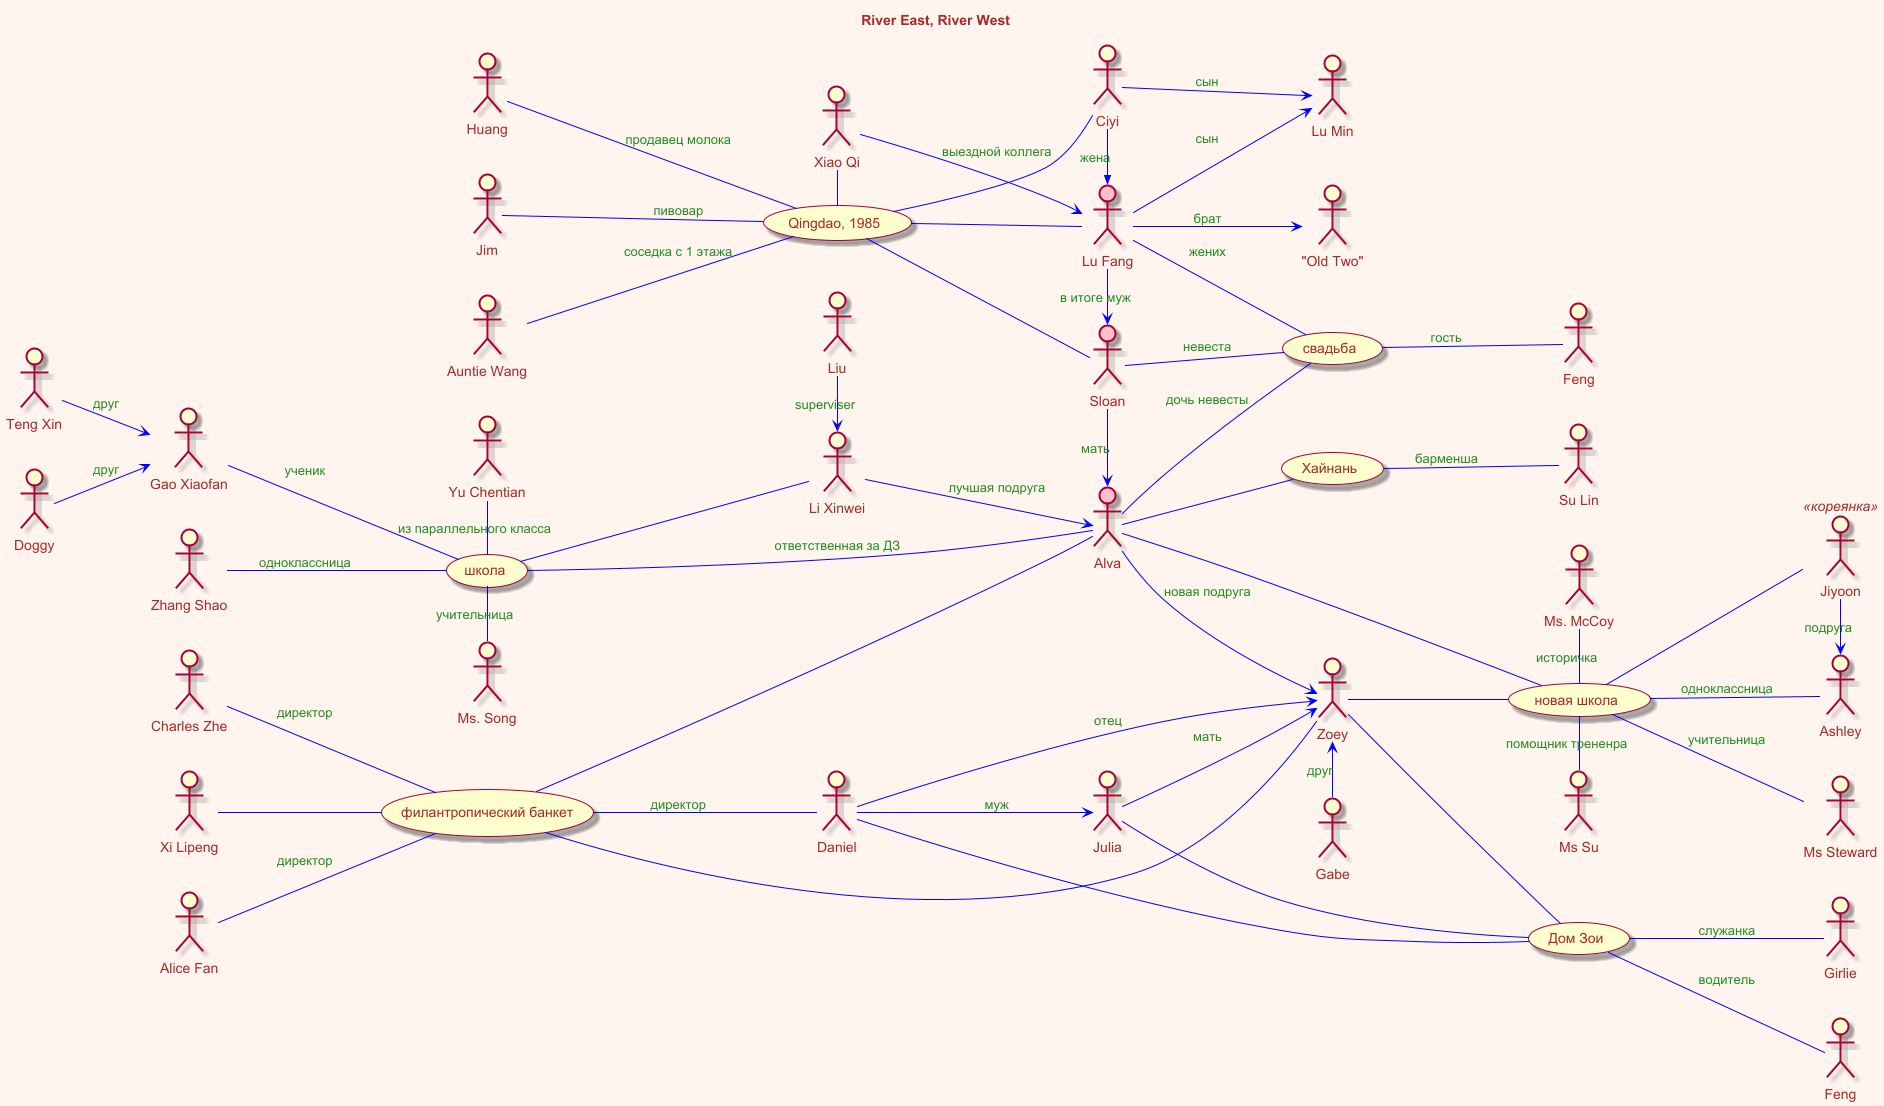 River East, River West
Huang
продавец молока
Xiao Qi
выездной коллега
Ciyi
сын
Lu Min
жена
сын
Jim
пивовар
Qingdao, 1985
Lu Fang
брат
"Old Two"
жених
Auntie Wang
соседка с 1 этажа
Liu
superviser
в итоге муж
Sloan
невеста
свадьба
гость
Feng
дочь невесты
мать
Teng Xin
друг
Doggy
друг
Gao Xiaofan
ученик
Yu Chentian
из параллельного класса
Li Xinwei
лучшая подруга
Хайнань
барменша
Su Lin
Alva
ответственная за ДЗ
Zhang Shao
одноклассница
школа
учительница
Ms. Song
новая подруга
Ms. McCoy
историчка
«кореянка»
Jiyoon
подруга
новая школа
одноклассница
Ashley
помощник трененра
Ms Su
учительница
Ms Steward
Zoey
друг
Gabe
Charles Zhe
директор
Xi Lipeng
филантропический банкет
директор
Daniel
отец
муж
Julia
мать
Alice Fan
директор
Дом Зои
служанка
Girlie
водитель
Feng